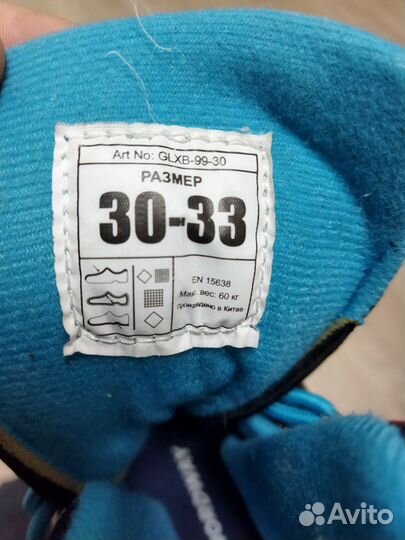 Art No: GLXB-99-30
РАЗМЕР
30-33
EN 15638
Макс. вес: 60 кг
Произведено в Китае
Avito